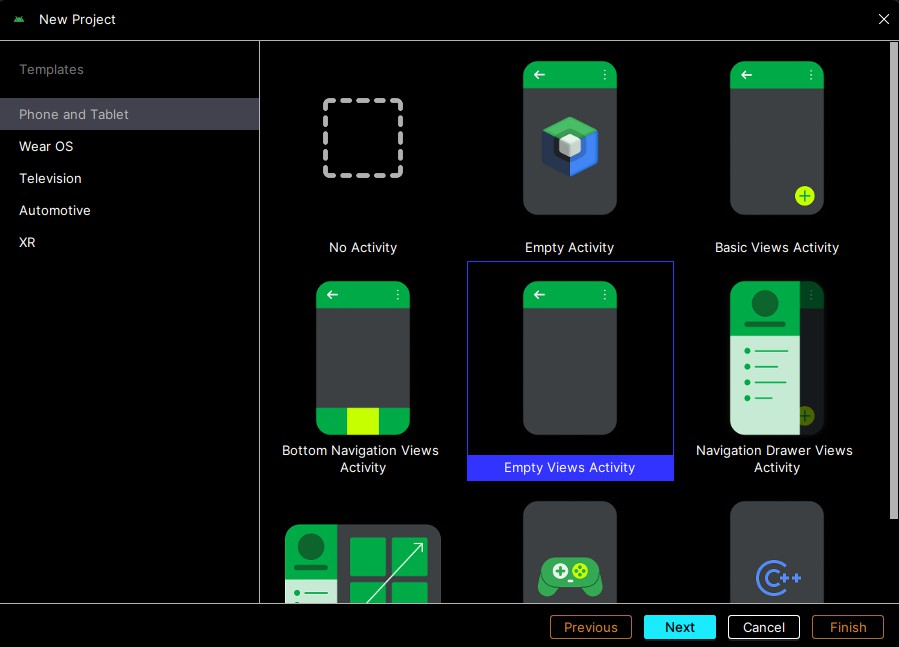 New Project
Templates
Phone and Tablet
Wear OS
Television
Automotive
XR
No Activity
Empty Activity
Basic Views Activity
Bottom Navigation Views
Activity
Empty Views Activity
Navigation Drawer Views
Activity
C++
Previous
Next
Cancel
Finish